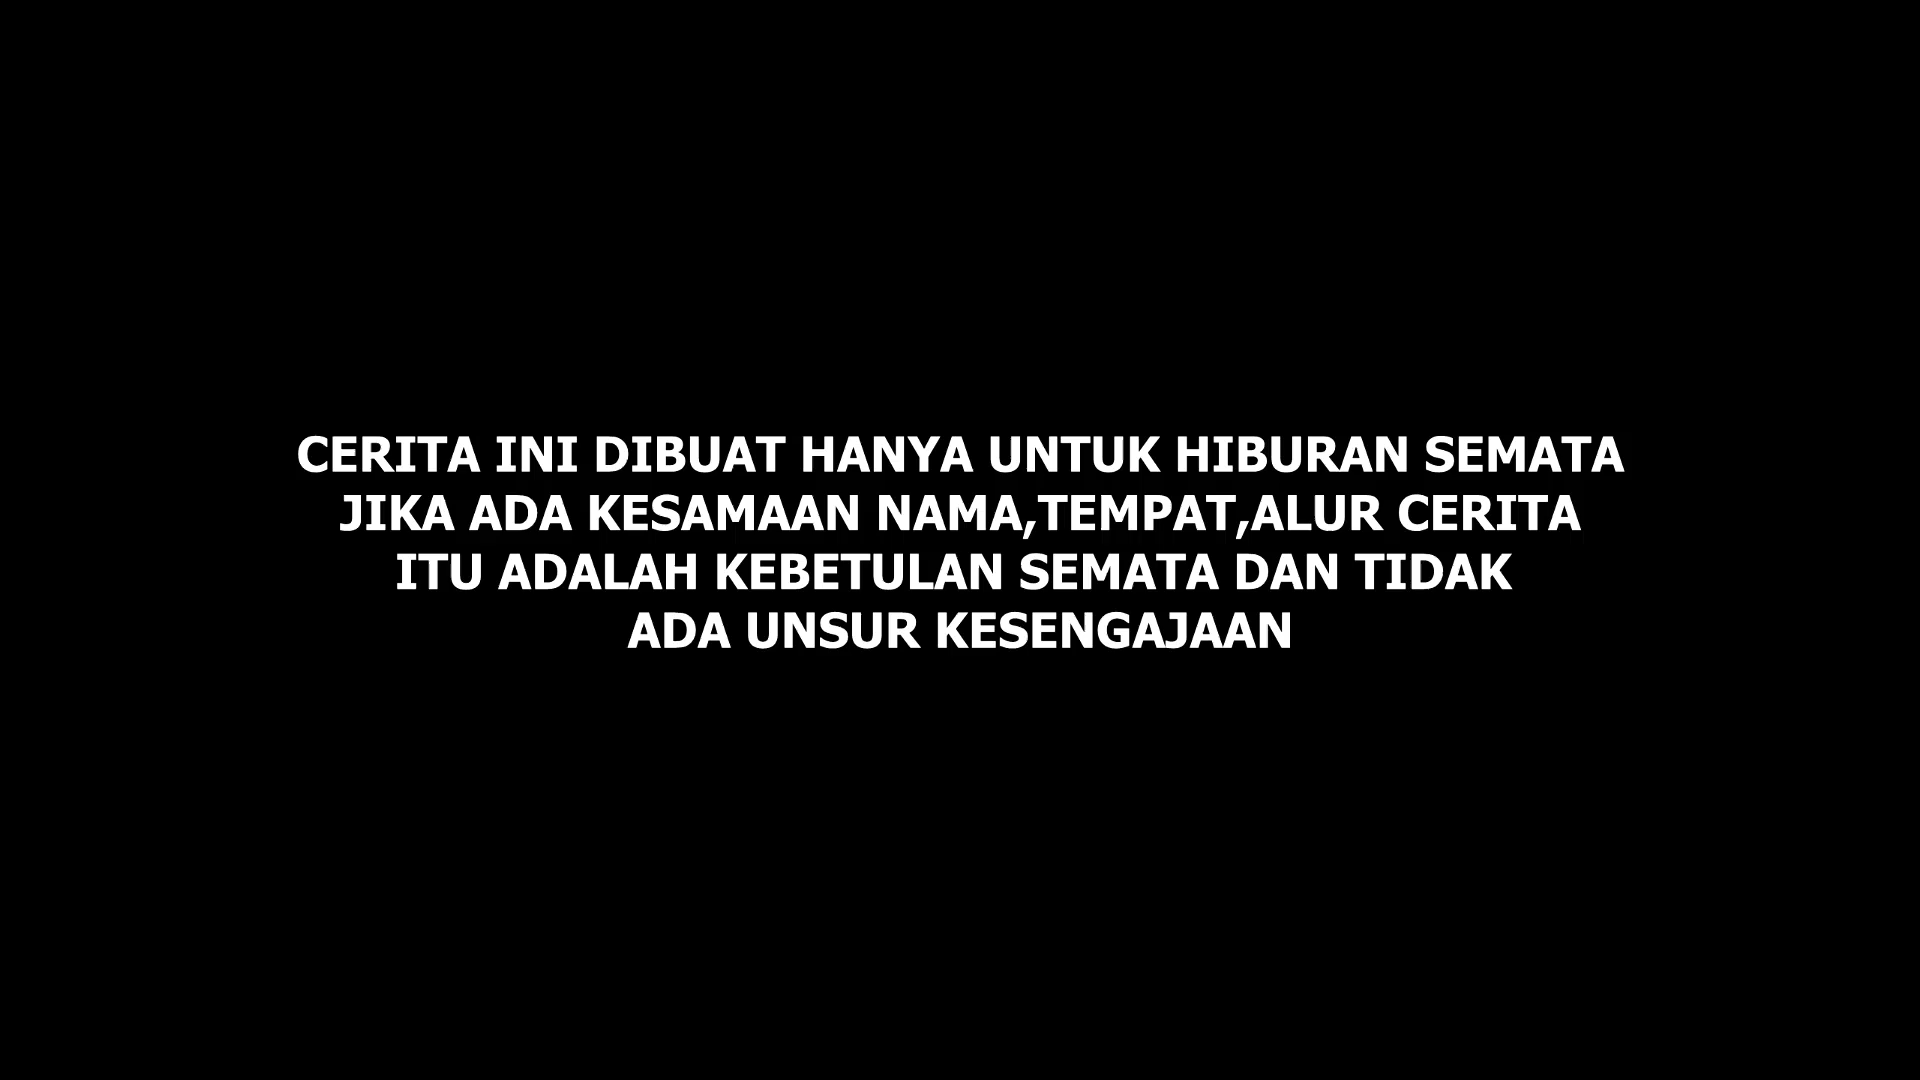 CERITA INI DIBUAT HANYA UNTUK HIBURAN SEMATA
JIKA ADA KESAMAAN NAMA,TEMPAT,ALUR CERITA
ITU ADALAH KEBETULAN SEMATA DAN TIDAK
ADA UNSUR KESENGAJAAN